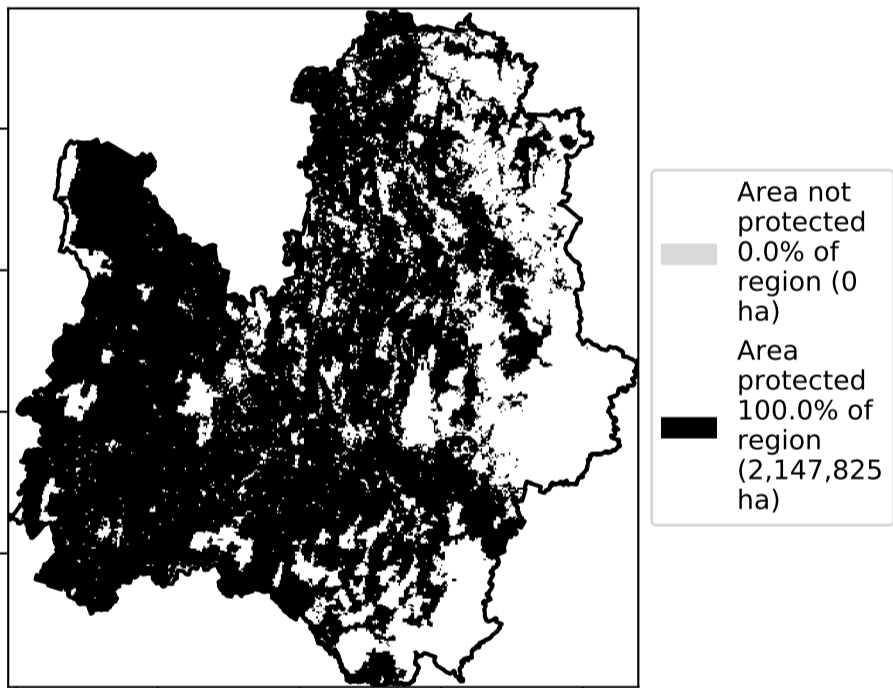 Area not
protected
0.0% of
region (0
ha)
Area
protected
100.0% of
region
(2,147,825
ha)